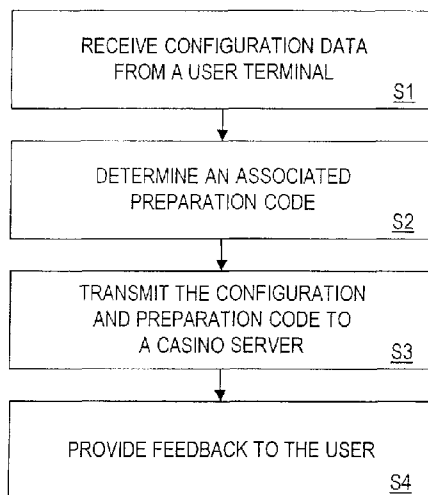 RECEIVE CONFIGURATION DATA
FROM A USER TERMINAL
S1
DETERMINE AN ASSOCIATED
PREPARATION CODE
S2
TRANSMIT THE CONFIGURATION
AND PREPARATION CODE TO
A CASINO SERVER
S3
PROVIDE FEEDBACK TO THE USER
S4